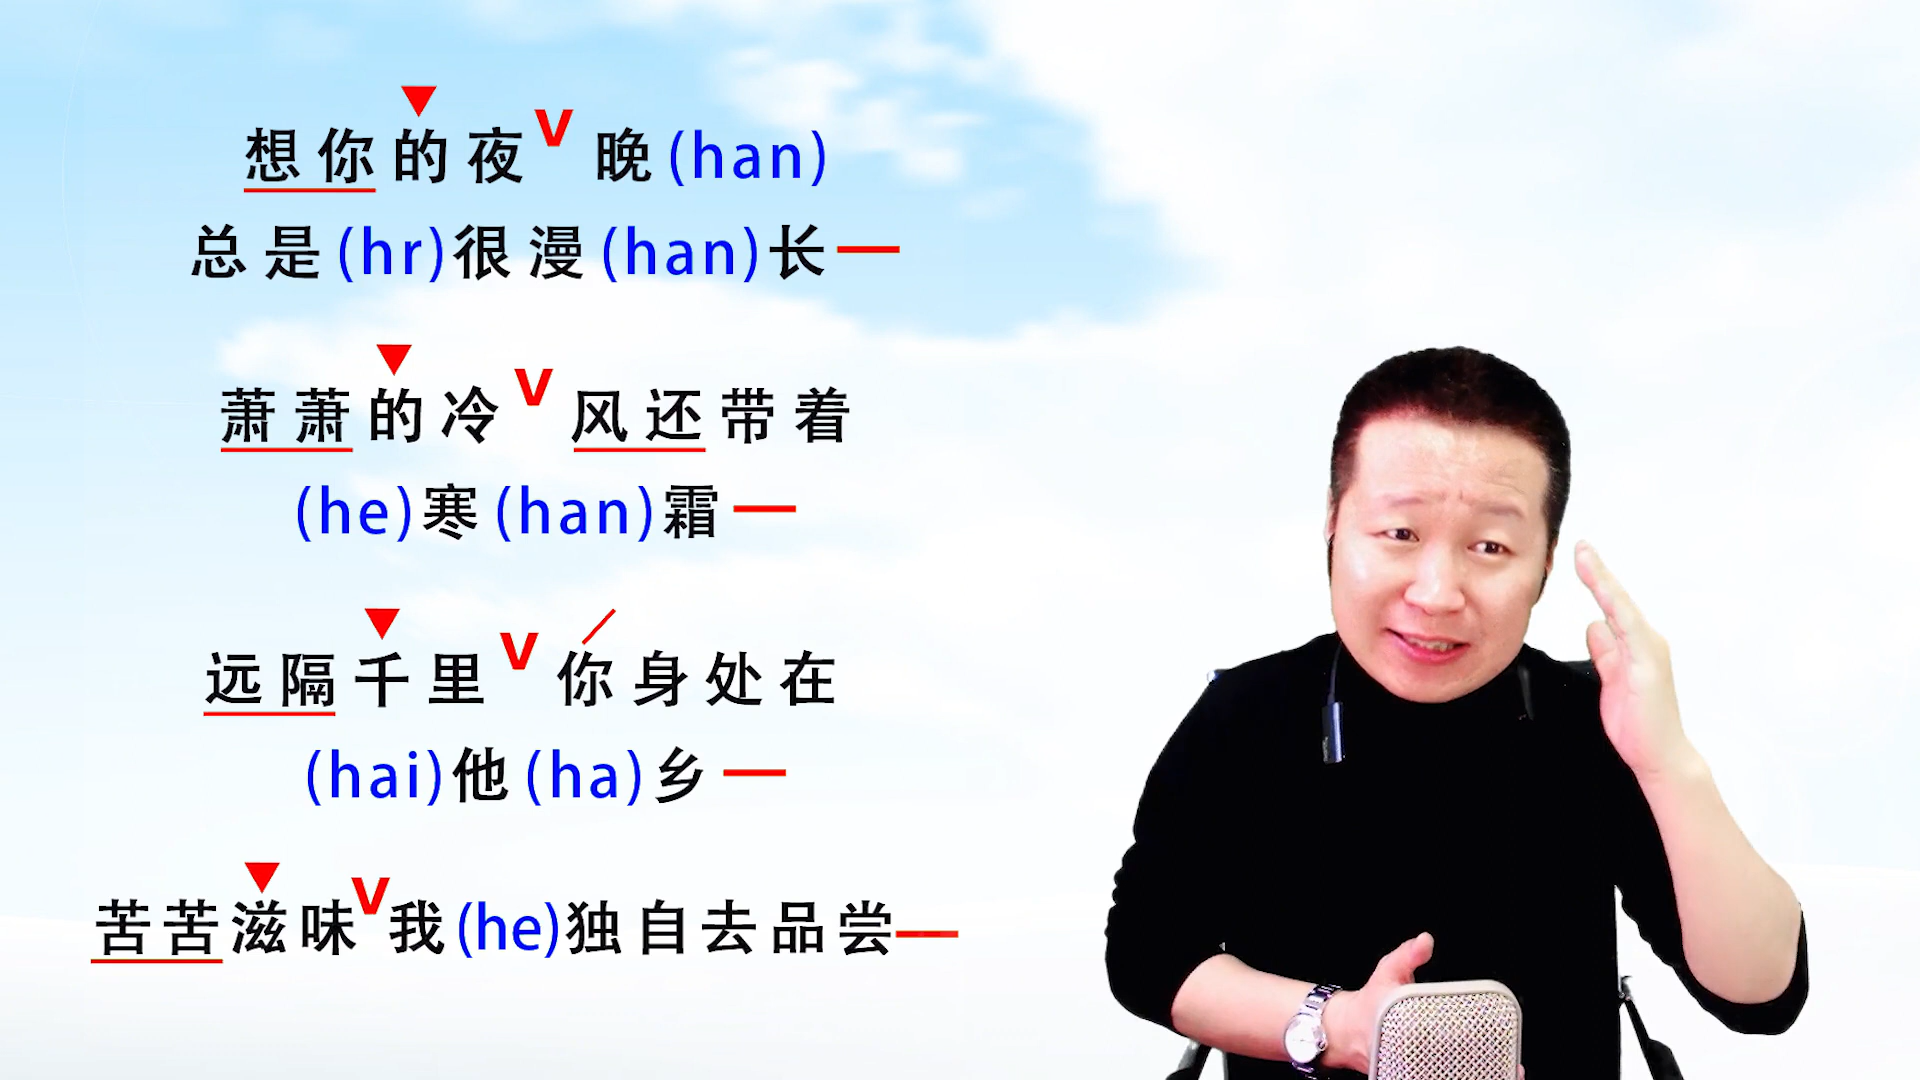 想你的夜V晚(han)
总是(hr)很漫(han)长—
萧萧的冷V风还带着
(he)寒(han)霜—
远隔千里V你身处在
(hai)他(ha)乡—
苦苦滋味V我(he)独自去品尝—